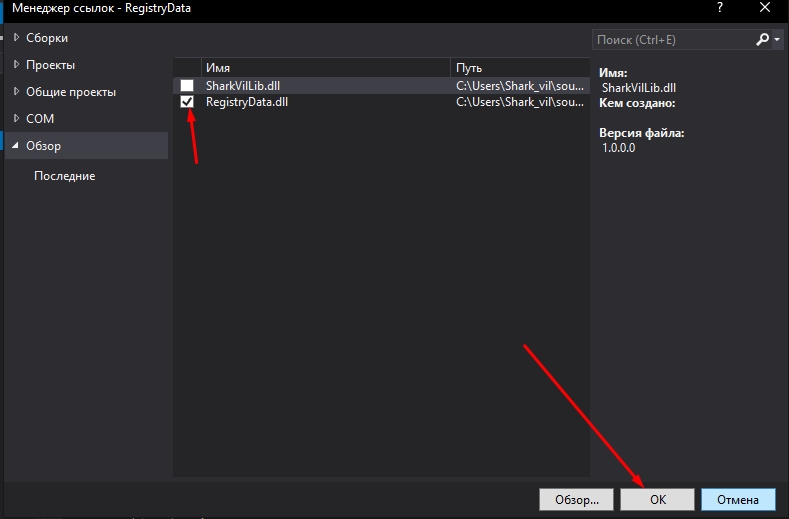 Менеджер ссылок - RegistryData
?
Сборки
Проекты
Общие проекты
COM
Обзор
Последние
Имя Путь
SharkVilLib.dll C:\Users\Shark_vil\sou...
RegistryData.dll C:\Users\Shark_vil\sou...
Поиск (Ctrl+E)
Имя:
SharkVilLib.dll
Кем создано:
Версия файла:
1.0.0.0
Обзор... ОК Отмена